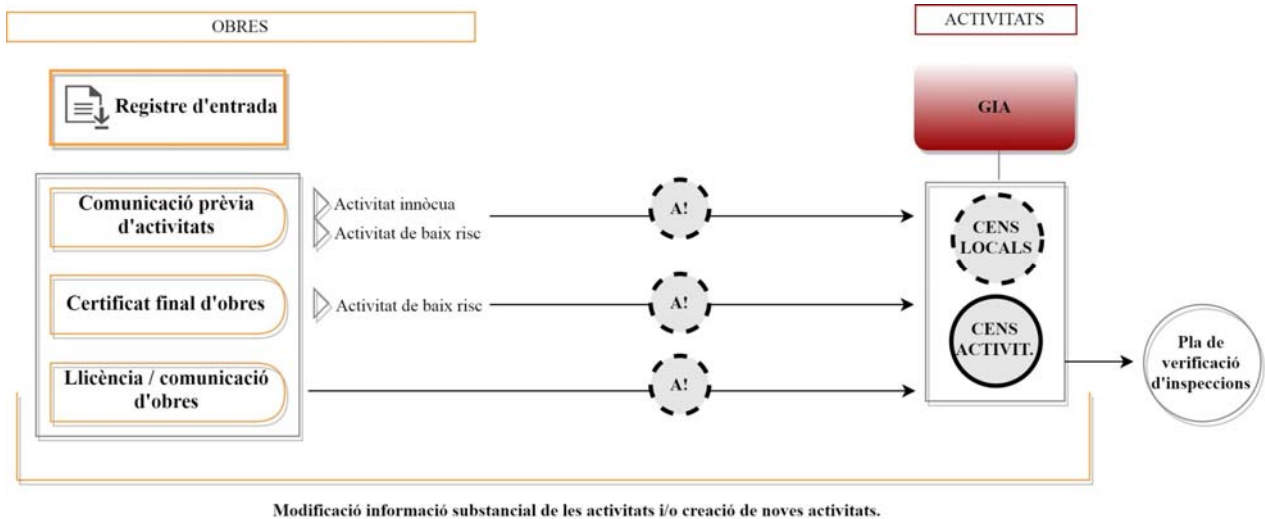 OBRES
ACTIVITATS
Registre d'entrada
GIA
Comunicació prèvia
d'activitats
Activitat innòcua
Activitat de baix risc
A!
CENS
LOCALS
Certificat final d'obres
Activitat de baix risc
A!
CENS
ACTIVIT.
Llicència / comunicació
d'obres
A!
Pla de
verificació
d'inspeccions
Modificació informació substancial de les activitats i/o creació de noves activitats.